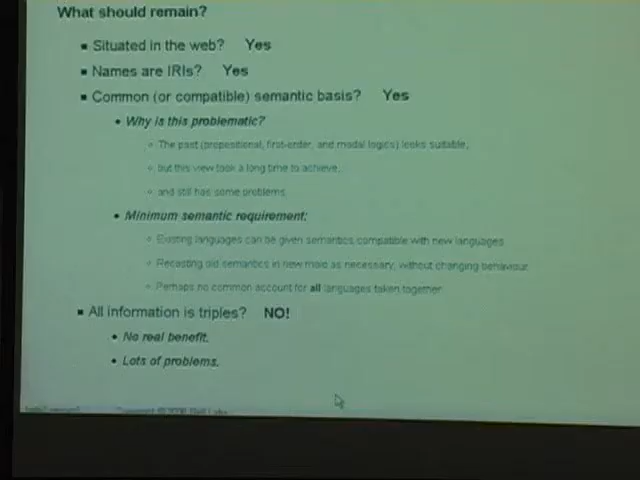 What should remain?
Situated in the web? Yes
Names are IRIs? Yes
Common (or compatible) semantic basis? Yes
Why is this problematic?
The past (propositional, first-order, and modal logics) looks suitable,
but this view took a long time to achieve,
and still has some problems.
Minimum semantic requirement:
Existing languages can be given semantics compatible with new languages
Recasting old semantics in new mold as necessary, without changing behaviour
Perhaps no common account for all languages taken together
All information is triples? NO!
No real benefit.
Lots of problems.
Copyright © Bell Labs